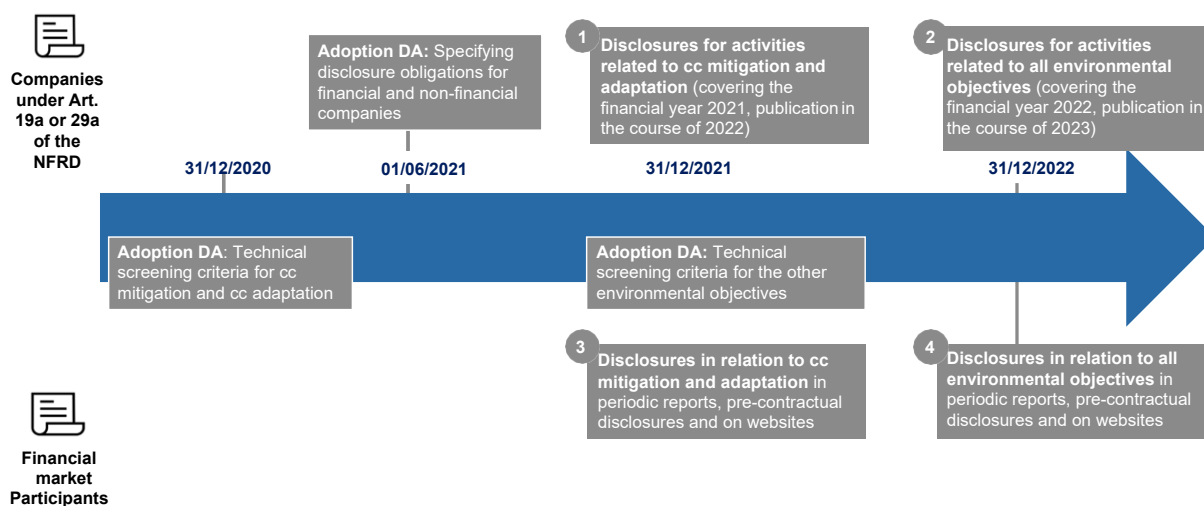 Companies
under Art.
19a or 29a
of the
NFRD
Adoption DA: Specifying
disclosure obligations for
financial and non-financial
companies
1
Disclosures for activities
related to cc mitigation and
adaptation (covering the
financial year 2021, publication in
the course of 2022)
2
Disclosures for activities
related to all environmental
objectives (covering the
financial year 2022, publication in
the course of 2023)
31/12/2020
01/06/2021
31/12/2021
31/12/2022
Adoption DA: Technical
screening criteria for cc
mitigation and cc adaptation
Adoption DA: Technical
screening criteria for the other
environmental objectives
3
Disclosures in relation to cc
mitigation and adaptation in
periodic reports, pre-contractual
disclosures and on websites
4
Disclosures in relation to all
environmental objectives in
periodic reports, pre-contractual
disclosures and on websites
Financial
market
Participants